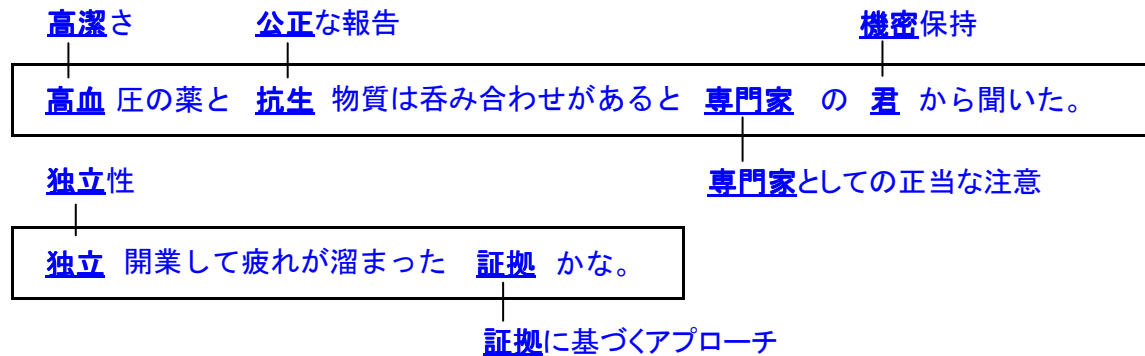 高潔さ 公正な報告 機密保持
高血 圧の薬と 抗生 物質は呑み合わせがあると 専門家 の 君 から聞いた。
独立性 専門家としての正当な注意
独立 開業して疲れが溜まった 証拠 かな。
証拠に基づくアプローチ